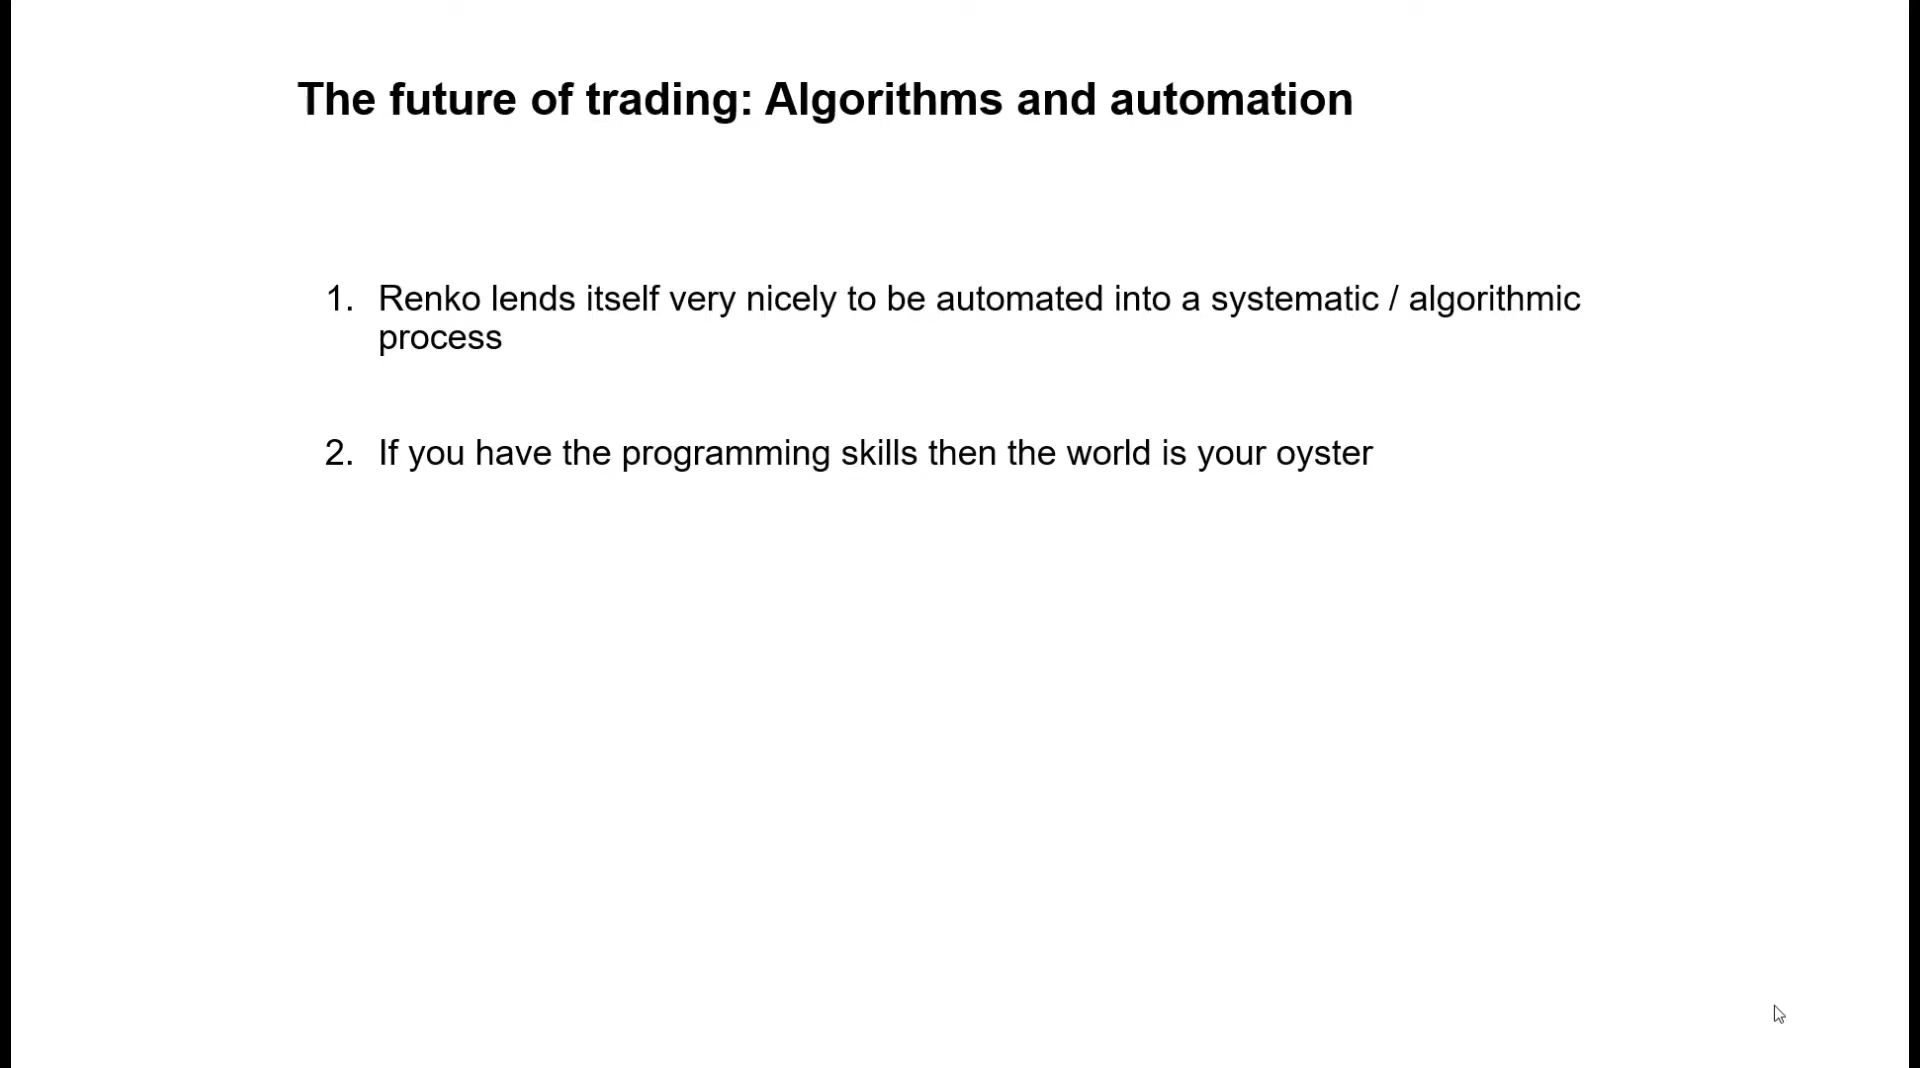 The future of trading: Algorithms and automation
1. Renko lends itself very nicely to be automated into a systematic / algorithmic
process
2. If you have the programming skills then the world is your oyster